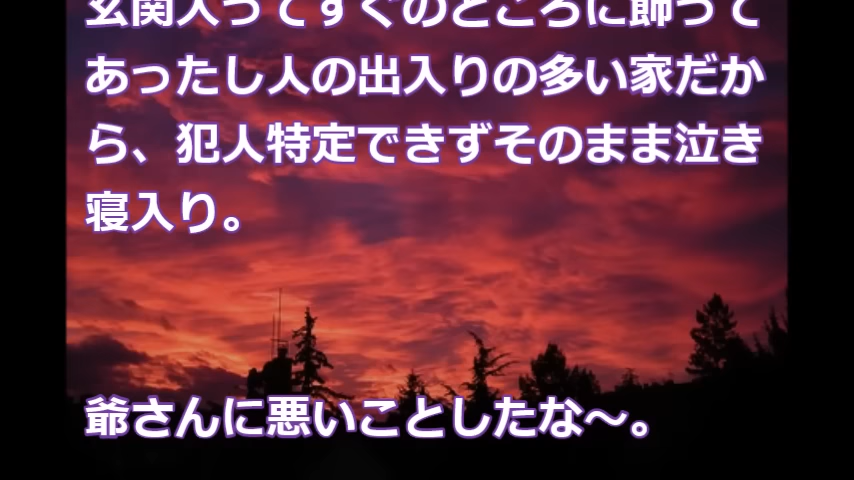 玄関入ってすぐのところに飾って
あったし人の出入りの多い家だか
ら、犯人特定できずそのまま泣き
寝入り。
爺さんに悪いことしたな～。